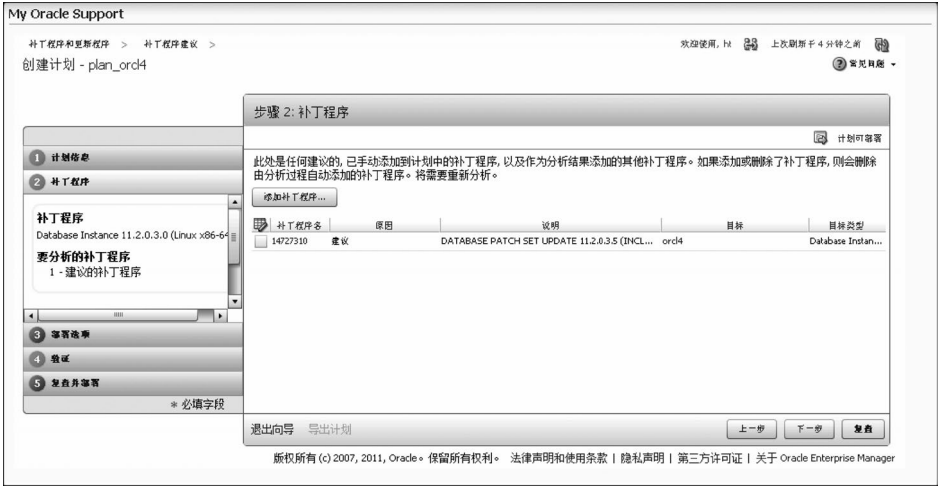 My Oracle Support
补丁程序和更新程序 > 补丁程序建议 >
欢迎使用, ht 上次刷新于 4 分钟之前
创建计划 - plan_orcl4
常见问题
步骤 2: 补丁程序
计划可部署
1 计划信息
2 补丁程序
补丁程序
Database Instance 11.2.0.3.0 (Linux x86-64
要分析的补丁程序
1 - 建议的补丁程序
3 部署选项
4 验证
5 复查并部署
* 必填字段
此处是任何建议的, 已手动添加到计划中的补丁程序, 以及作为分析结果添加的其他补丁程序。如果添加或删除了补丁程序, 则会删除
由分析过程自动添加的补丁程序。将需要重新分析。
添加补丁程序...
补丁程序名 原因 说明 目标 目标类型
14727310 建议 DATABASE PATCH SET UPDATE 11.2.0.3.5 (INCL... orcl4 Database Instan...
退出向导 导出计划
上一步 下一步 复查
版权所有 (c) 2007, 2011, Oracle。保留所有权利。 法律声明和使用条款 | 隐私声明 | 第三方许可证 | 关于 Oracle Enterprise Manager